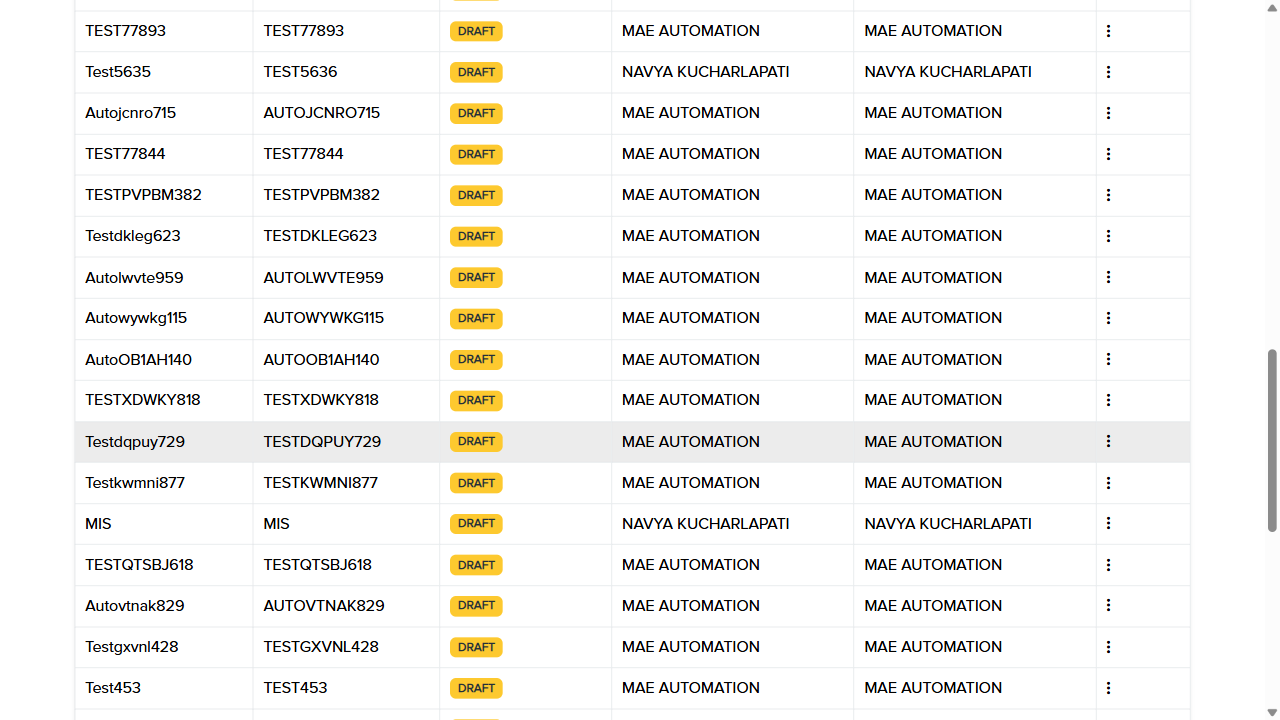 TEST77893 TEST77893 DRAFT MAE AUTOMATION MAE AUTOMATION
Test5635 TEST5636 DRAFT NAVYA KUCHARLAPATI NAVYA KUCHARLAPATI
Autojcnro715 AUTOJCNRO715 DRAFT MAE AUTOMATION MAE AUTOMATION
TEST77844 TEST77844 DRAFT MAE AUTOMATION MAE AUTOMATION
TESTPVPBM382 TESTPVPBM382 DRAFT MAE AUTOMATION MAE AUTOMATION
Testdkleg623 TESTDKLEG623 DRAFT MAE AUTOMATION MAE AUTOMATION
Autolwvte959 AUTOLWVTE959 DRAFT MAE AUTOMATION MAE AUTOMATION
Autowywkg115 AUTOWYWKG115 DRAFT MAE AUTOMATION MAE AUTOMATION
AutoOB1AH140 AUTOOB1AH140 DRAFT MAE AUTOMATION MAE AUTOMATION
TESTXDWKY818 TESTXDWKY818 DRAFT MAE AUTOMATION MAE AUTOMATION
Testdqpuy729 TESTDQPUY729 DRAFT MAE AUTOMATION MAE AUTOMATION
Testkwmni877 TESTKWMNI877 DRAFT MAE AUTOMATION MAE AUTOMATION
MIS MIS DRAFT NAVYA KUCHARLAPATI NAVYA KUCHARLAPATI
TESTQTSBJ618 TESTQTSBJ618 DRAFT MAE AUTOMATION MAE AUTOMATION
Autovtnak829 AUTOVTNAK829 DRAFT MAE AUTOMATION MAE AUTOMATION
Testgxvnl428 TESTGXVNL428 DRAFT MAE AUTOMATION MAE AUTOMATION
Test453 TEST453 DRAFT MAE AUTOMATION MAE AUTOMATION